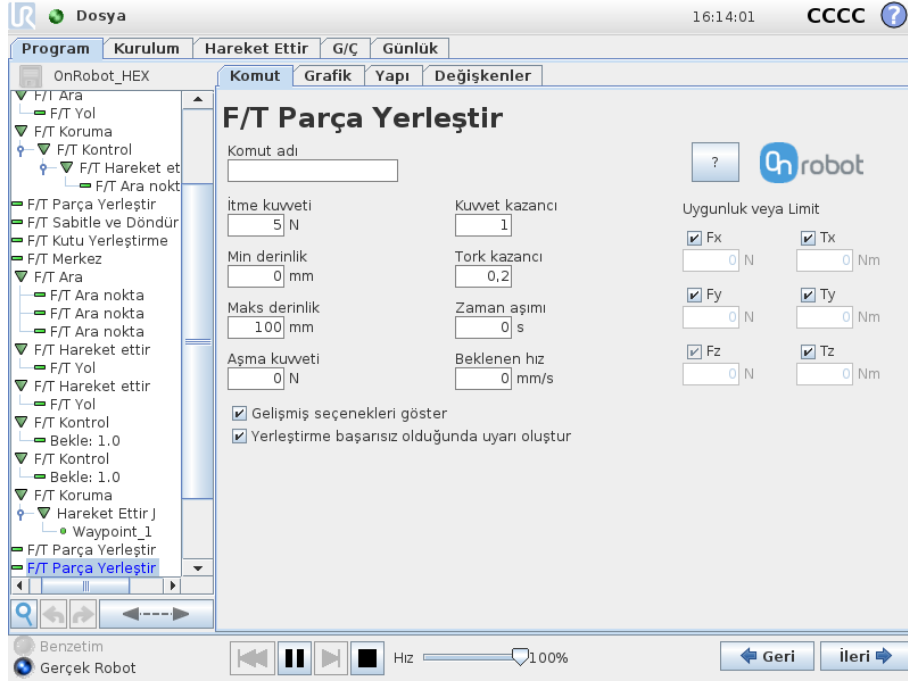 Dosya
16:14:01
CCCC
?
Program
Kurulum
Hareket Ettir
G/Ç
Günlük
OnRobot_HEX
Komut
Grafik
Yapı
Değişkenler
F/T Ara
F/T Yol
F/T Koruma
F/T Kontrol
F/T Hareket et
F/T Ara nokt
F/T Parça Yerleştir
F/T Sabitle ve Döndür
F/T Kutu Yerleştirme
F/T Merkez
F/T Ara
F/T Ara nokta
F/T Ara nokta
F/T Ara nokta
F/T Hareket ettir
F/T Yol
F/T Hareket ettir
F/T Yol
F/T Kontrol
Bekle: 1.0
F/T Kontrol
Bekle: 1.0
F/T Koruma
Hareket Ettir J
Waypoint_1
F/T Parça Yerleştir
F/T Parça Yerleştir
F/T Parça Yerleştir
Komut adı
?
On robot
İtme kuvveti
5 N
Kuvvet kazancı
1
Min derinlik
0 mm
Tork kazancı
0,2
Maks derinlik
100 mm
Zaman aşımı
0 s
Aşma kuvveti
0 N
Beklenen hız
0 mm/s
Uygunluk veya Limit
Fx
0 N
Tx
0 Nm
Fy
0 N
Ty
0 Nm
Fz
0 N
Tz
0 Nm
Gelişmiş seçenekleri göster
Yerleştirme başarısız olduğunda uyarı oluştur
Benzetim
Gerçek Robot
Hız
100%
Geri
İleri